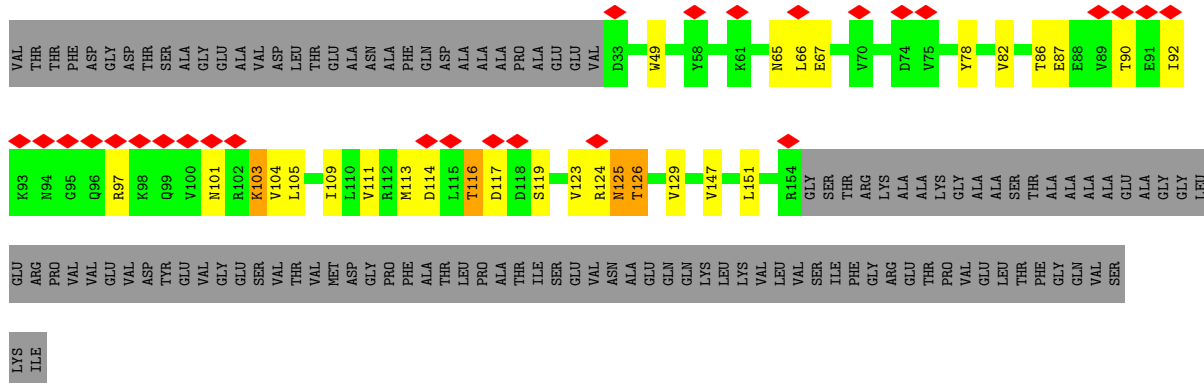 VAL THR THR PHE ASP GLY ASP THR SER ALA GLY GLU ALA VAL ASP LEU THR GLU ALA ASN ALA PHE GLN ASP ALA ALA ALA PRO ALA GLU GLU VAL D33 W49 Y58 K61 N65 L66 E67 V70 D74 V75 Y78 V82 T86 E87 E88 V89 T90 E91 I92
K93 N94 G95 Q96 R97 K98 Q99 V100 N101 R102 K103 V104 L105 I109 L110 V111 R112 M113 D114 L115 T116 D117 D118 S119 V123 R124 N125 T126 V129 V147 L151 R154 GLY SER THR ARG LYS ALA ALA LYS GLY ALA ALA SER THR ALA ALA ALA ALA GLU ALA GLY GLY LEU
GLU ARG PRO VAL VAL GLU VAL ASP TYR GLU VAL GLY GLU SER VAL THR VAL MET ASP GLY PRO PHE ALA THR LEU PRO ALA THR ILE SER GLU VAL ASN ALA GLU GLN GLN LYS LEU LYS VAL LEU VAL SER ILE PHE GLY ARG GLU THR PRO VAL GLU LEU THR PHE GLY GLN VAL SER
LYS ILE